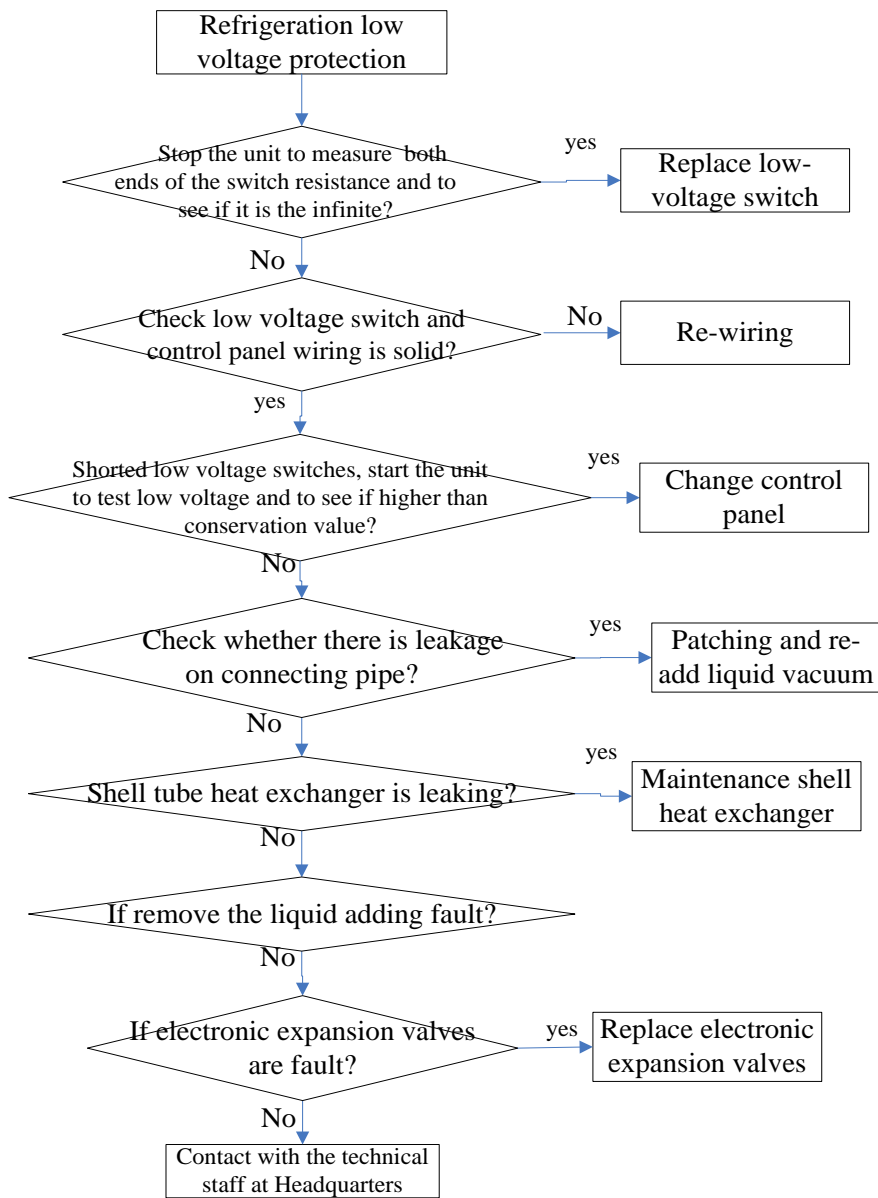 Refrigeration low
voltage protection
Stop the unit to measure both
ends of the switch resistance and to
see if it is the infinite?
yes
Replace low-
voltage switch
No
Check low voltage switch and
control panel wiring is solid?
No
Re-wiring
yes
Shorted low voltage switches, start the unit
to test low voltage and to see if higher than
conservation value?
yes
Change control
panel
No
Check whether there is leakage
on connecting pipe?
yes
Patching and re-
add liquid vacuum
No
Shell tube heat exchanger is leaking?
yes
Maintenance shell
heat exchanger
No
If remove the liquid adding fault?
No
If electronic expansion valves
are fault?
yes
Replace electronic
expansion valves
No
Contact with the technical
staff at Headquarters